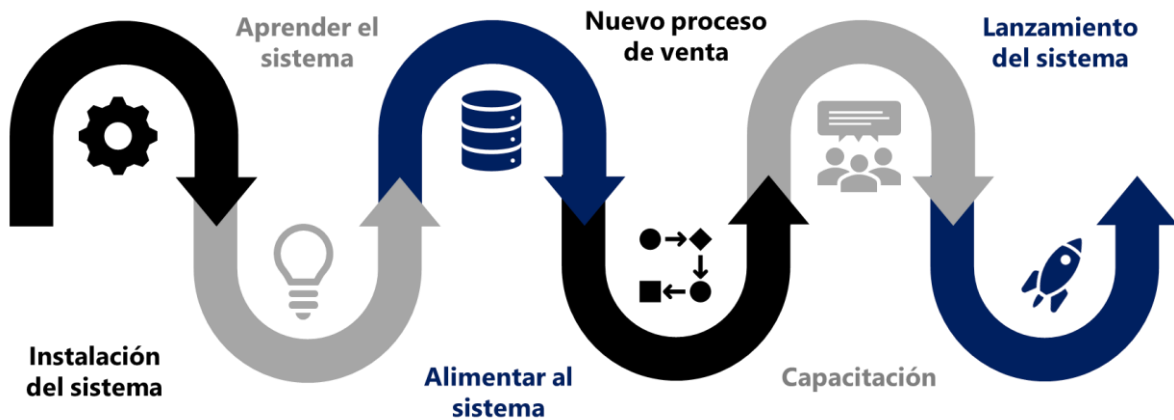 Instalación
del sistema
Aprender el
sistema
Alimentar al
sistema
Nuevo proceso
de venta
Capacitación
Lanzamiento
del sistema